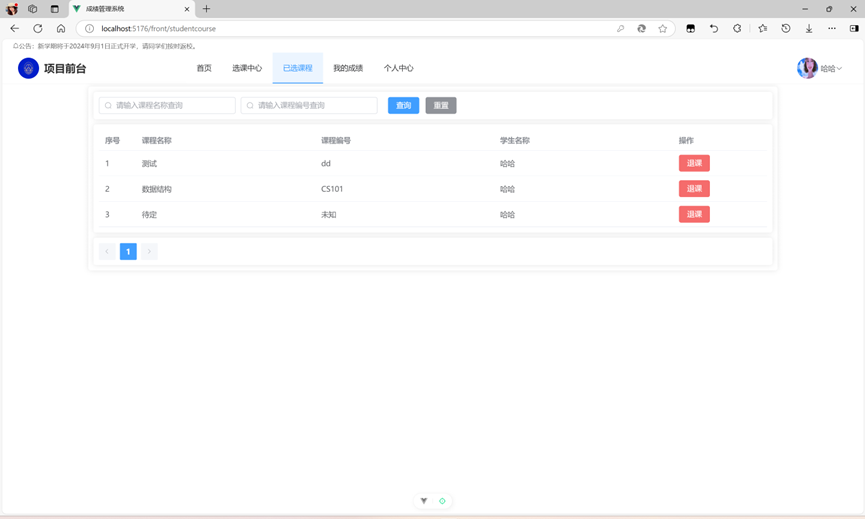 成绩管理系统
localhost:5176/front/studentcourse
公告：新学期将于2024年9月1日正式开学，请同学们按时返校。
项目前台
首页 选课中心 已选课程 我的成绩 个人中心 哈哈
请输入课程名称查询 请输入课程编号查询 查询 重置
序号 课程名称 课程编号 学生名称 操作
1 测试 dd 哈哈 退课
2 数据结构 CS101 哈哈 退课
3 待定 未知 哈哈 退课
1